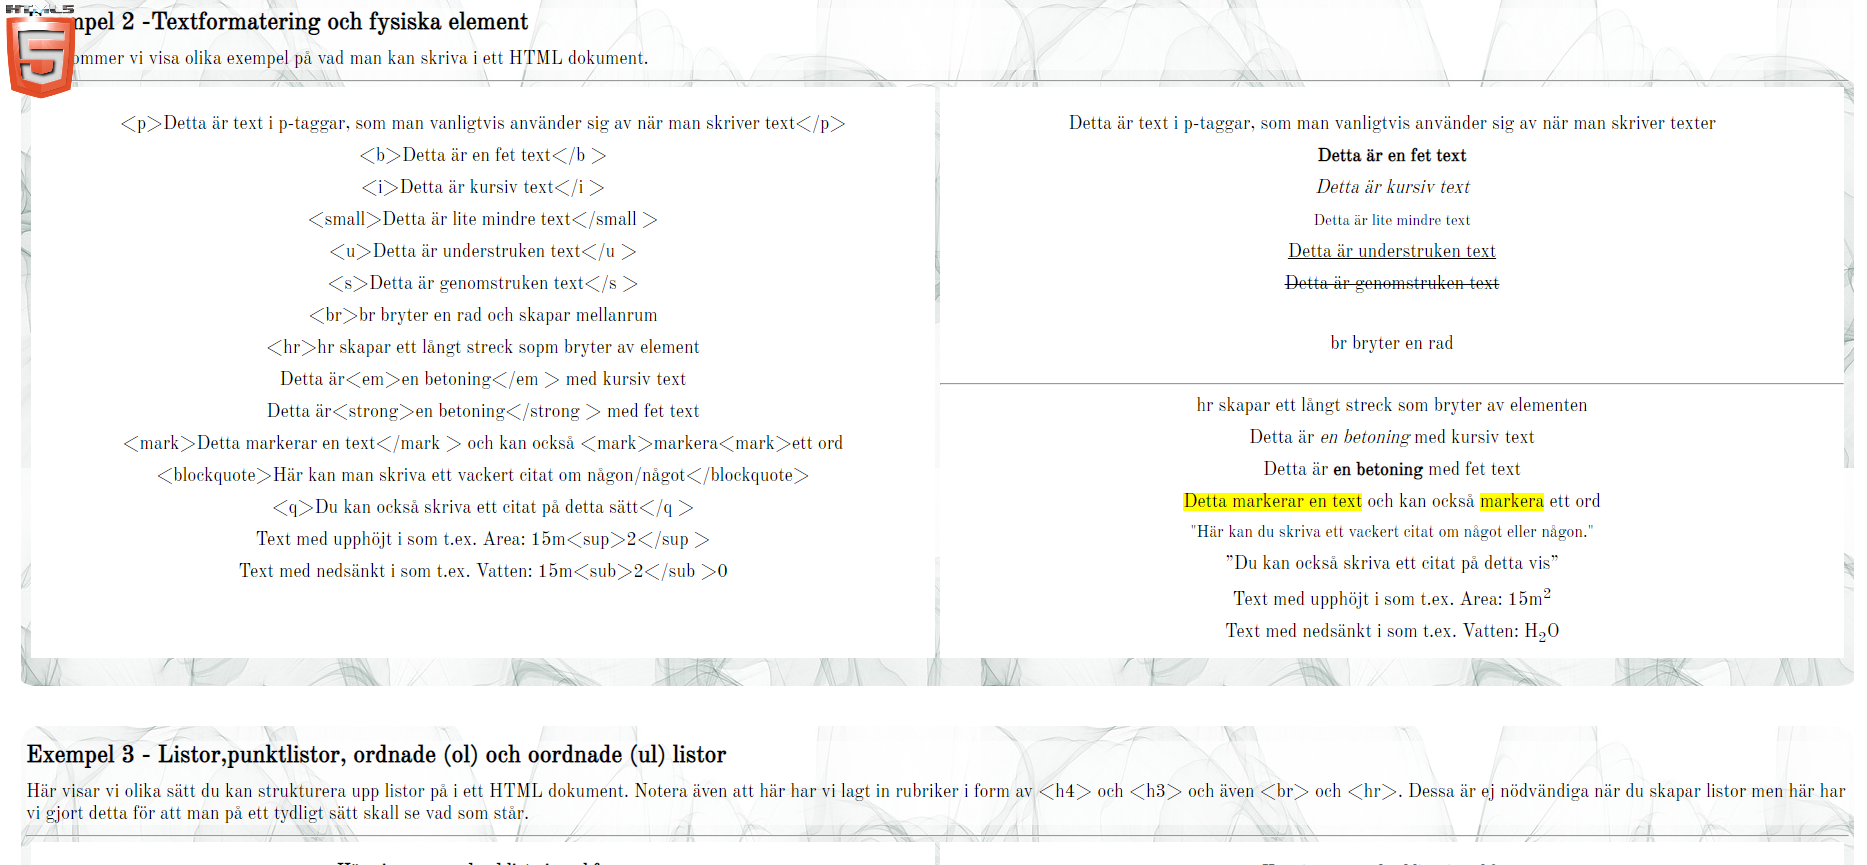 HTML
mpel 2 -Textformatering och fysiska element
ommer vi visa olika exempel på vad man kan skriva i ett HTML dokument.
<p>Detta är text i p-taggar, som man vanligtvis använder sig av när man skriver text</p>
<b>Detta är en fet text</b >
<i>Detta är kursiv text</i >
<small>Detta är lite mindre text</small >
<u>Detta är understruken text</u >
<s>Detta är genomstruken text</s >
<br>br bryter en rad och skapar mellanrum
<hr>hr skapar ett långt streck sopm bryter av element
Detta är<em>en betoning</em > med kursiv text
Detta är<strong>en betoning</strong > med fet text
<mark>Detta markerar en text</mark > och kan också <mark>markera<mark>ett ord
<blockquote>Här kan man skriva ett vackert citat om någon/något</blockquote>
<q>Du kan också skriva ett citat på detta sätt</q >
Text med upphöjt i som t.ex. Area: 15m<sup>2</sup >
Text med nedsänkt i som t.ex. Vatten: 15m<sub>2</sub >0
Detta är text i p-taggar, som man vanligtvis använder sig av när man skriver texter
Detta är en fet text
Detta är kursiv text
Detta är lite mindre text
Detta är understruken text
Detta är genomstruken text
br bryter en rad
hr skapar ett långt streck som bryter av elementen
Detta är en betoning med kursiv text
Detta är en betoning med fet text
Detta markerar en text och kan också markera ett ord
"Här kan du skriva ett vackert citat om något eller någon."
”Du kan också skriva ett citat på detta vis”
Text med upphöjt i som t.ex. Area: 15m²
Text med nedsänkt i som t.ex. Vatten: H₂O
Exempel 3 - Listor,punktlistor, ordnade (ol) och oordnade (ul) listor
Här visar vi olika sätt du kan strukturera upp listor på i ett HTML dokument. Notera även att här har vi lagt in rubriker i form av <h4> och <h3> och även <br> och <hr>. Dessa är ej nödvändiga när du skapar listor men här har
vi gjort detta för att man på ett tydligt sätt skall se vad som står.